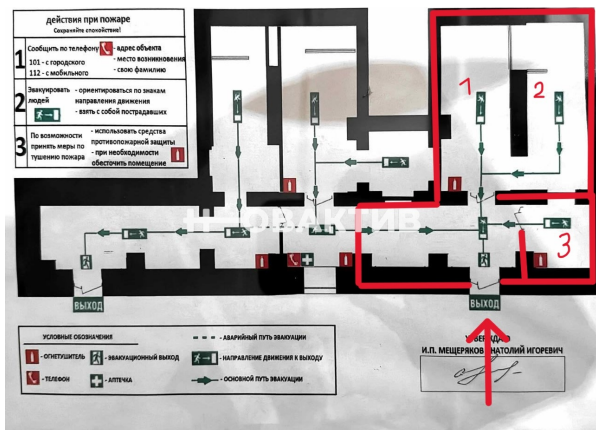 действия при пожаре
Сохраняйте спокойствие!
1
Сообщить по телефону - адрес объекта
101 - с городского - место возникновения
112 - с мобильного - свою фамилию
2
Эвакуировать людей - ориентироваться по знакам направления движения
- взять с собой пострадавших
3
По возможности принять меры по тушению пожара
- использовать средства противопожарной защиты
- при необходимости обесточить помещение
1
2
3
НОВАКТИВ
ВЫХОД
ВЫХОД
УСЛОВНЫЕ ОБОЗНАЧЕНИЯ
- АВАРИЙНЫЙ ПУТЬ ЭВАКУАЦИИ
- ОГНЕТУШИТЕЛЬ
- ЭВАКУАЦИОННЫЙ ВЫХОД
- НАПРАВЛЕНИЕ ДВИЖЕНИЯ К ВЫХОДУ
- ТЕЛЕФОН
- АПТЕЧКА
- ОСНОВНОЙ ПУТЬ ЭВАКУАЦИИ
И.П. МЕЩЕРЯКОВ АНАТОЛИЙ ИГОРЕВИЧ